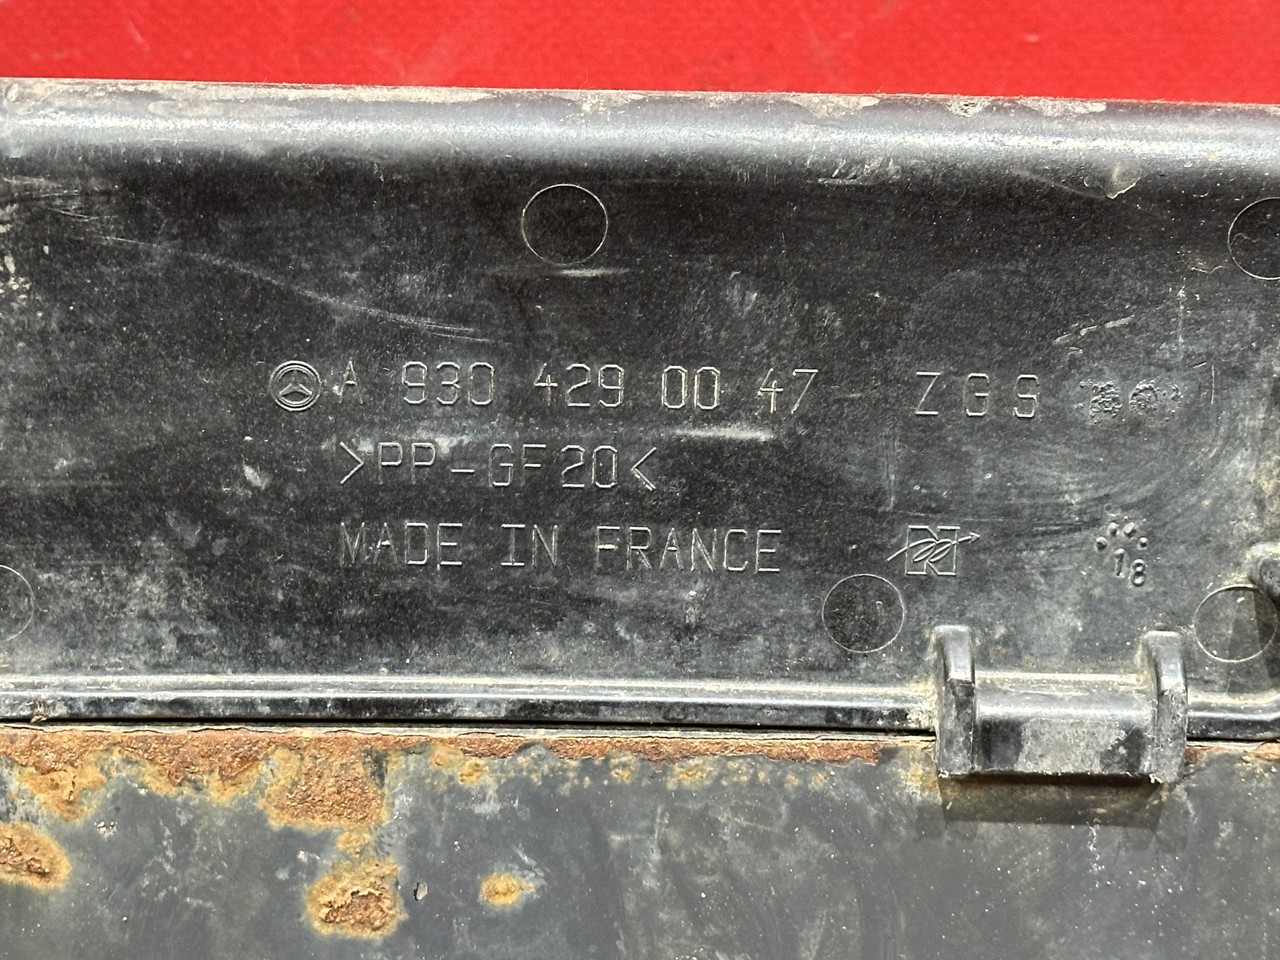 A 930 429 00 47 ZGS
>PP-GF20<
MADE IN FRANCE
18